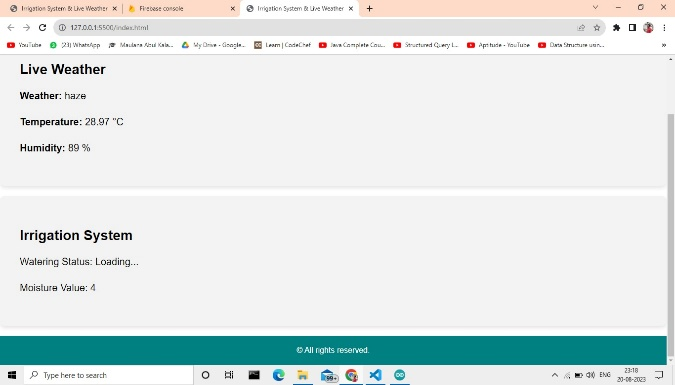 Irrigation System & Live Weather
Firebase console
Irrigation System & Live Weather
127.0.0.1:5500/index.html
YouTube
(23) WhatsApp
Maulana Abul Kala...
My Drive - Google...
Learn | CodeChef
Java Complete Cou...
Structured Query L...
Aptitude - YouTube
Data Structure usin...
Live Weather
Weather: haze
Temperature: 28.97 °C
Humidity: 89 %
Irrigation System
Watering Status: Loading...
Moisture Value: 4
© All rights reserved.
Type here to search
99+
ENG
23:18
20-08-2023